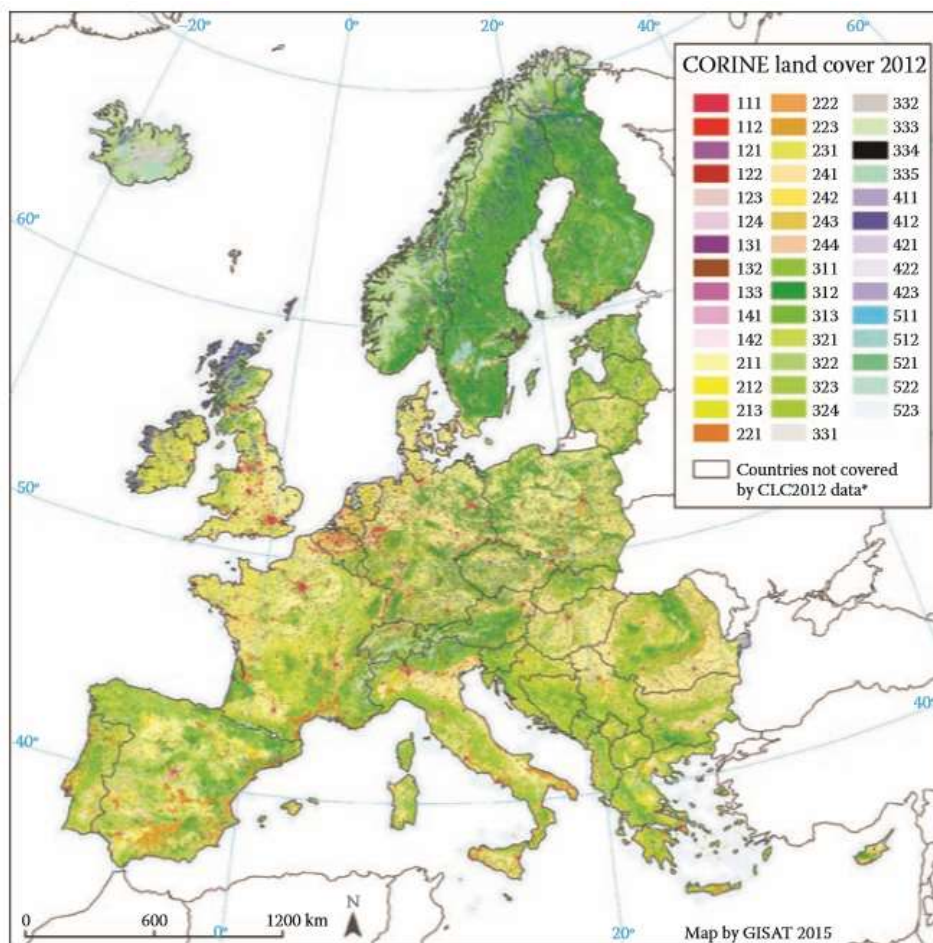 −20°
0°
20°
40°
60°
CORINE land cover 2012
111 222 332
112 223 333
121 231 334
122 241 335
123 242 411
124 243 412
131 244 421
132 311 422
133 312 423
141 313 511
142 321 512
211 322 521
212 323 522
213 324 523
221 331
Countries not covered
by CLC2012 data*
60°
50°
40°
40°
0 600 1200 km
N
0°
20°
Map by GISAT 2015